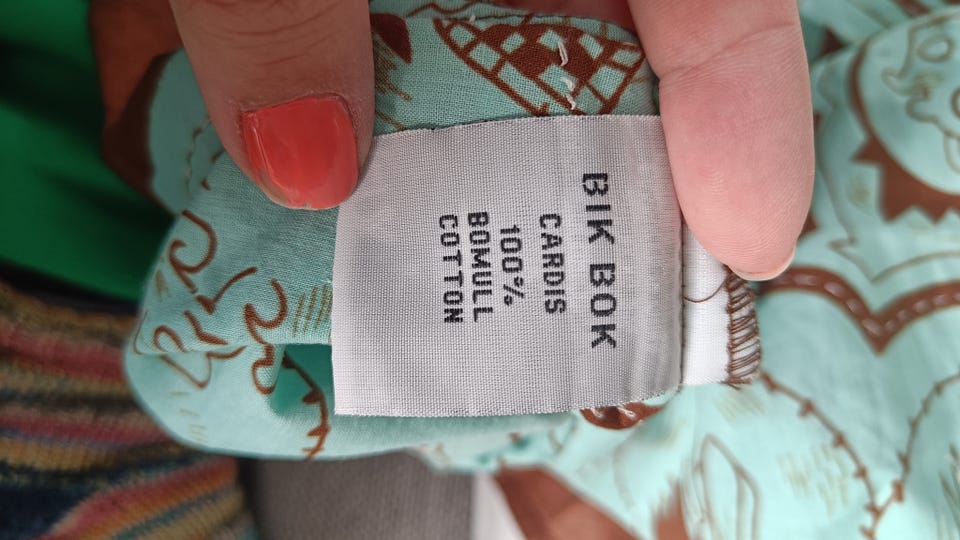 BIK BOK
CARDIS
100%
BOMULL
COTTON